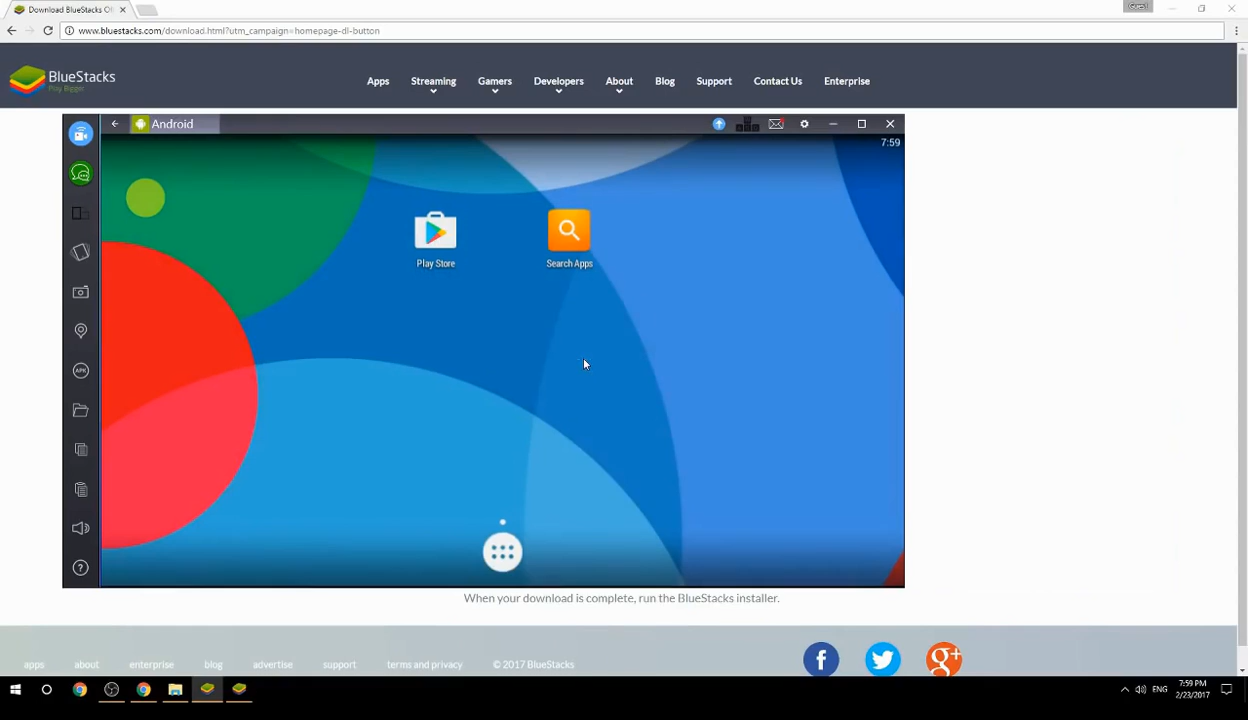 Download BlueStacks Of
Guest
www.bluestacks.com/download.html?utm_campaign=homepage-dl-button
BlueStacks
Play Bigger
Apps Streaming Gamers Developers About Blog Support Contact Us Enterprise
Android
7:59
Play Store
Search Apps
APK
When your download is complete, run the BlueStacks installer.
apps about enterprise blog advertise support terms and privacy © 2017 BlueStacks
ENG
7:59 PM
2/23/2017